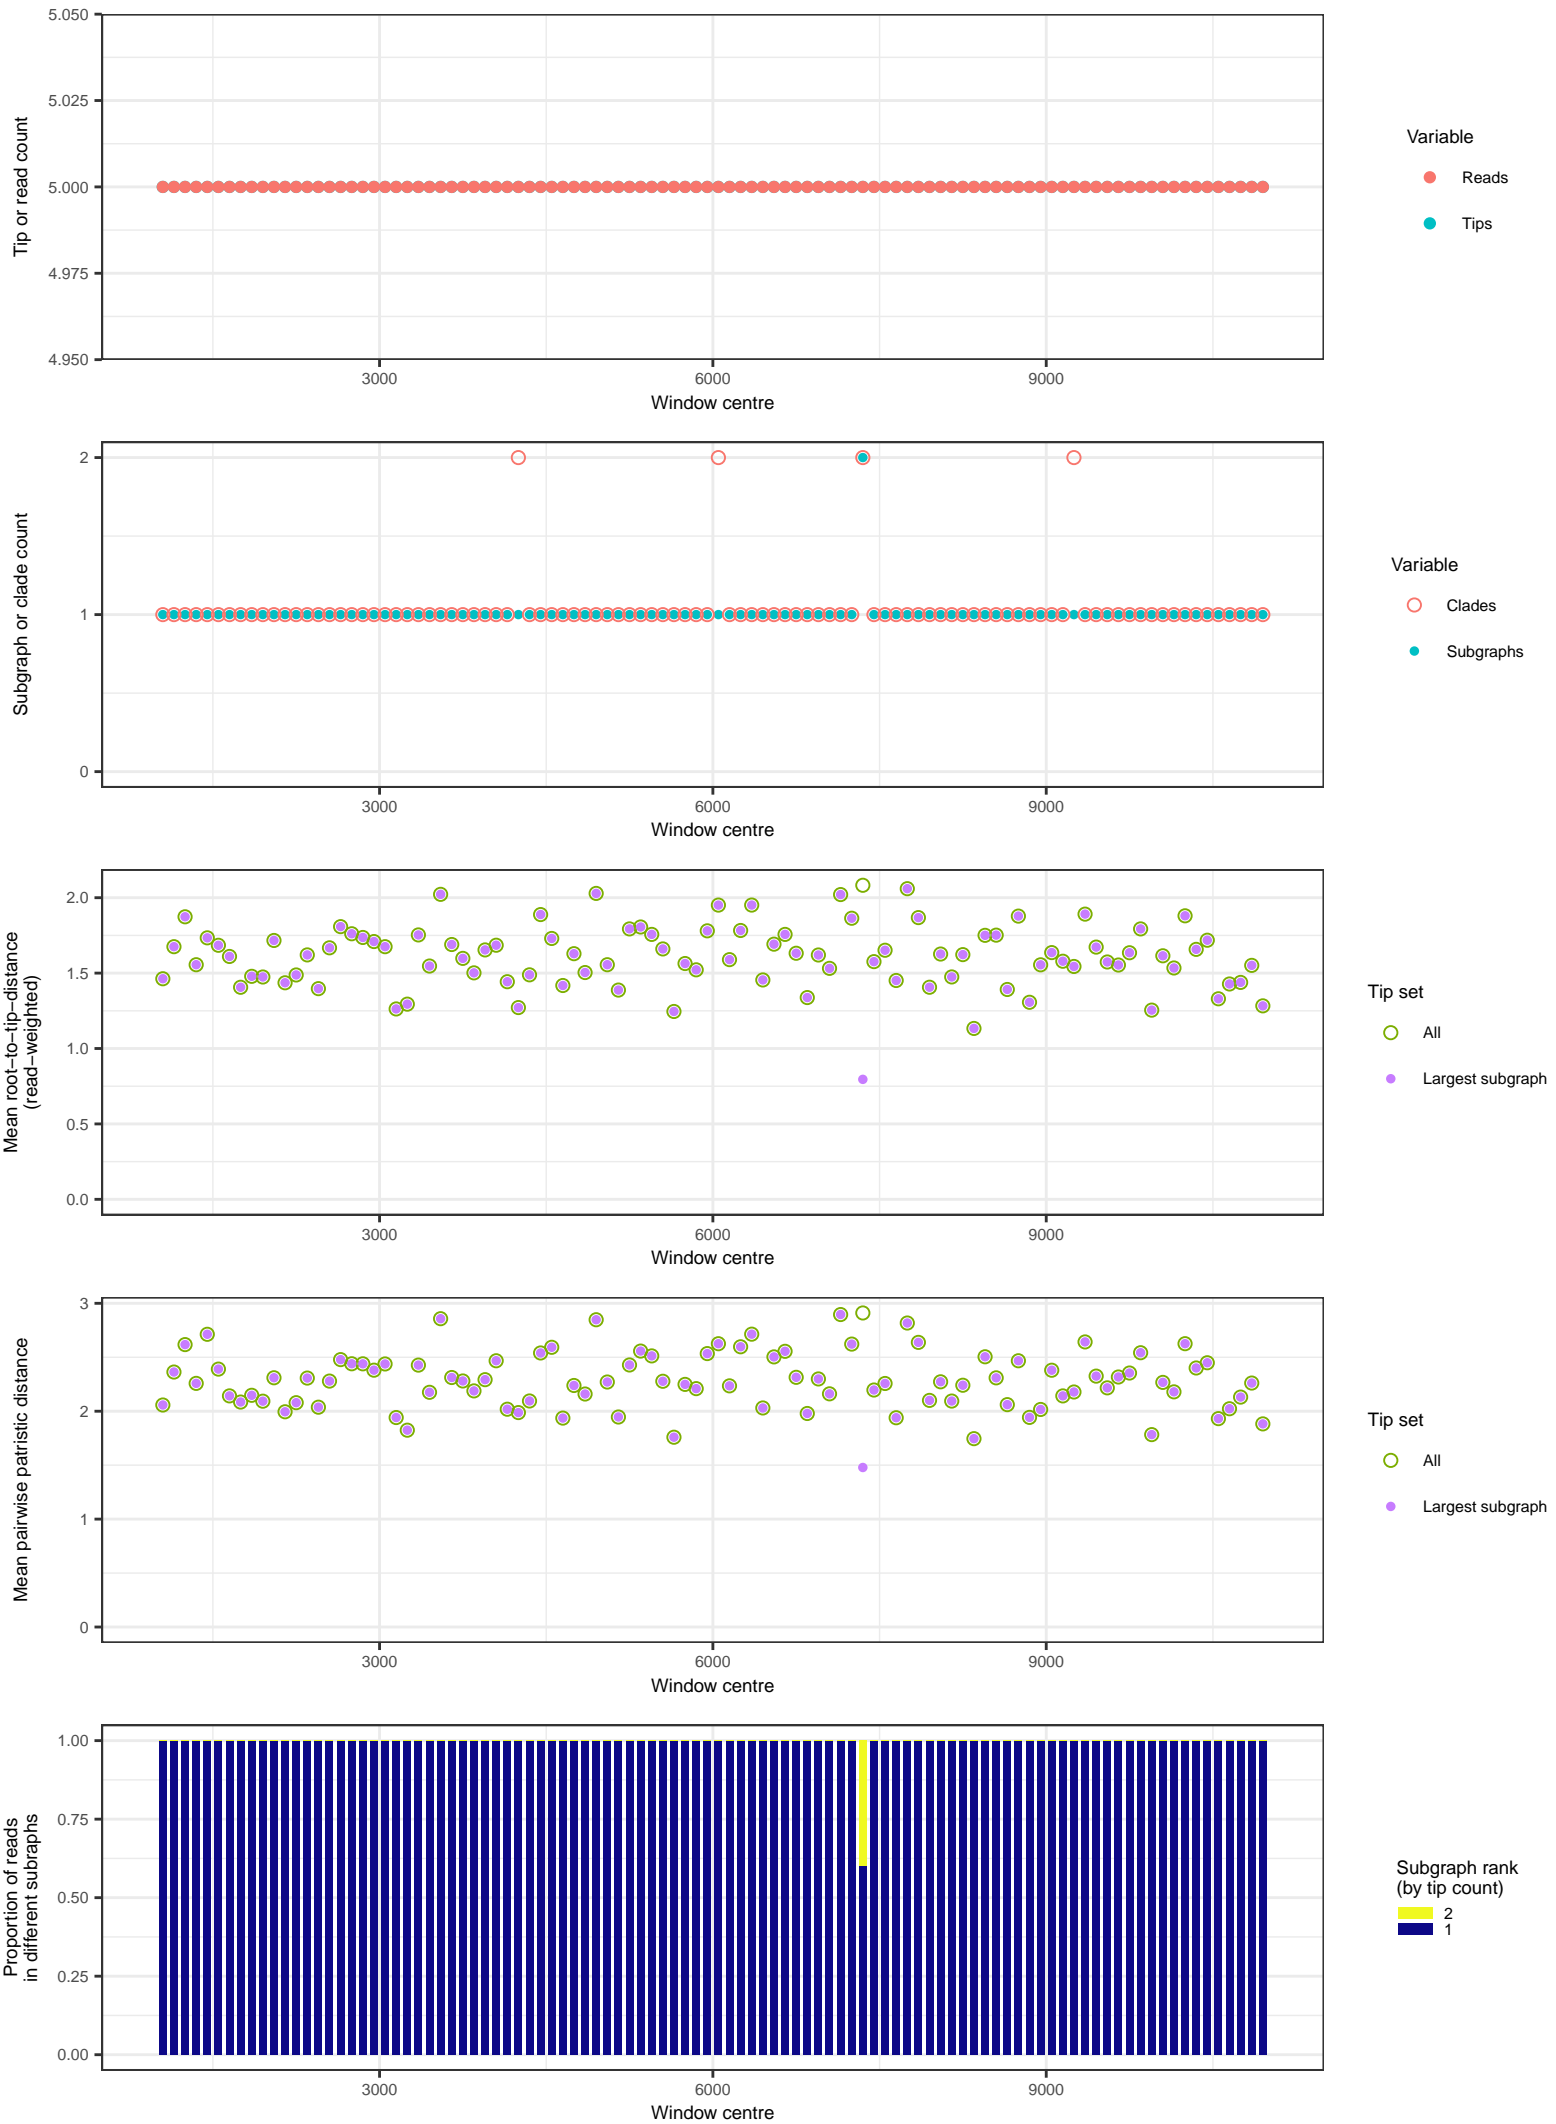 5.050
5.025
5.000
4.975
4.950
Tip or read count
3000
6000
9000
Window centre
Variable
Reads
Tips
2
1
0
Subgraph or clade count
3000
6000
9000
Window centre
Variable
Clades
Subgraphs
2.0
1.5
1.0
0.5
0.0
Mean root−to−tip−distance
(read−weighted)
3000
6000
9000
Window centre
Tip set
All
Largest subgraph
3
2
1
0
Mean pairwise patristic distance
3000
6000
9000
Window centre
Tip set
All
Largest subgraph
1.00
0.75
0.50
0.25
0.00
Proportion of reads
in different subraphs
3000
6000
9000
Window centre
Subgraph rank
(by tip count)
2
1